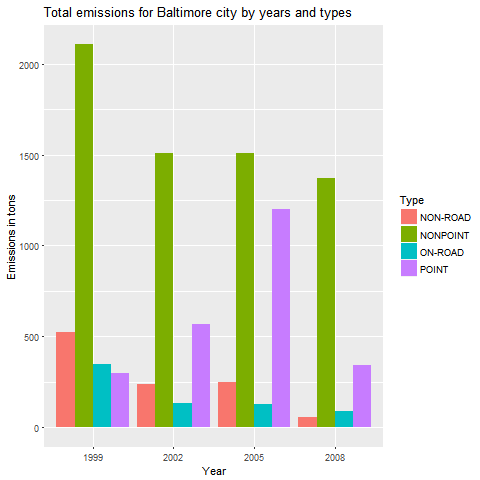 Total emissions for Baltimore city by years and types
2000
1500
1000
500
0
Emissions in tons
1999 2002 2005 2008
Year
Type
NON-ROAD
NONPOINT
ON-ROAD
POINT